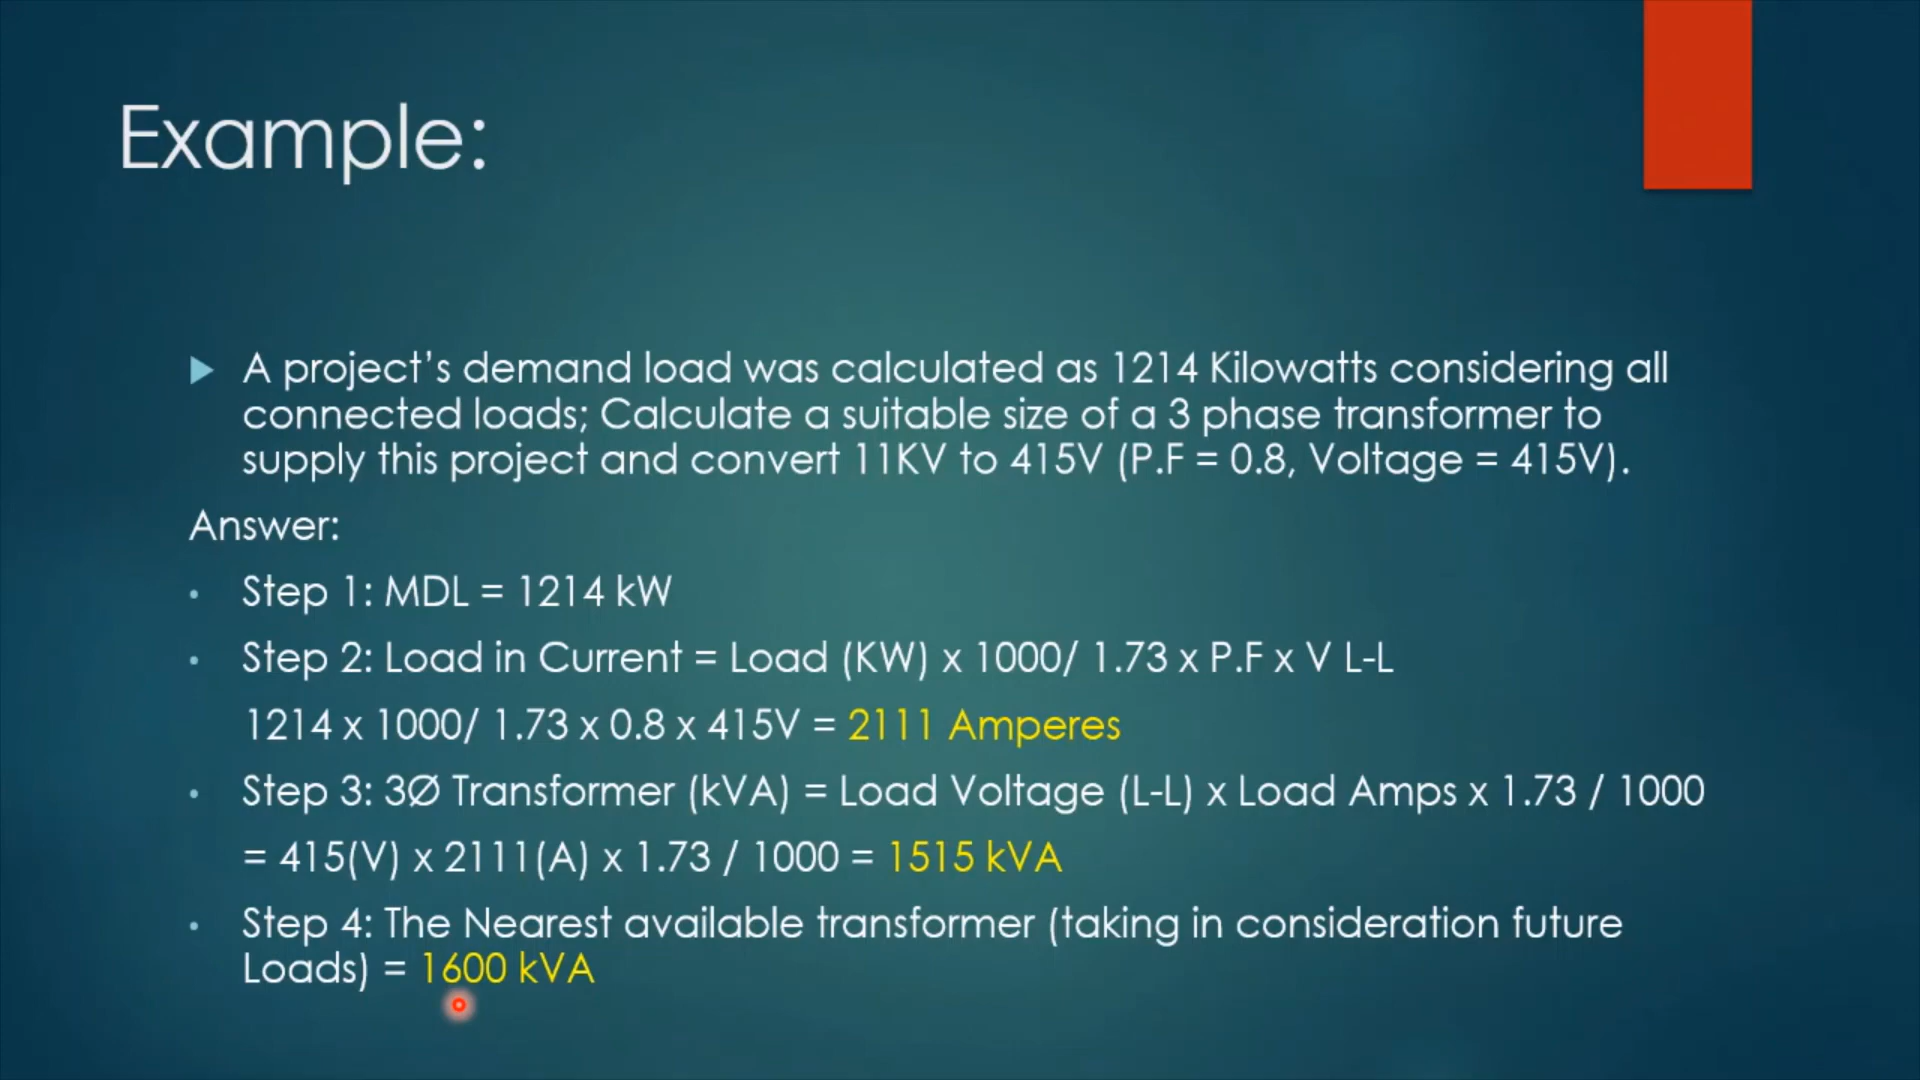 Example:
A project’s demand load was calculated as 1214 Kilowatts considering all
connected loads; Calculate a suitable size of a 3 phase transformer to
supply this project and convert 11KV to 415V (P.F = 0.8, Voltage = 415V).
Answer:
• Step 1: MDL = 1214 kW
• Step 2: Load in Current = Load (KW) x 1000/ 1.73 x P.F x V L-L
1214 x 1000/ 1.73 x 0.8 x 415V = 2111 Amperes
• Step 3: 3Ø Transformer (kVA) = Load Voltage (L-L) x Load Amps x 1.73 / 1000
= 415(V) x 2111(A) x 1.73 / 1000 = 1515 kVA
• Step 4: The Nearest available transformer (taking in consideration future
Loads) = 1600 kVA